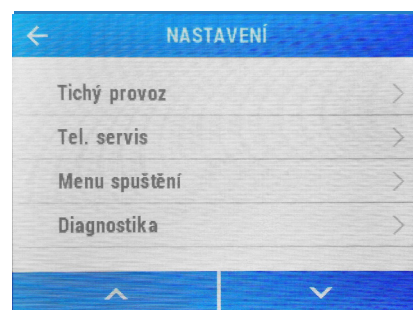 NASTAVENÍ
Tichý provoz
Tel. servis
Menu spuštění
Diagnostika